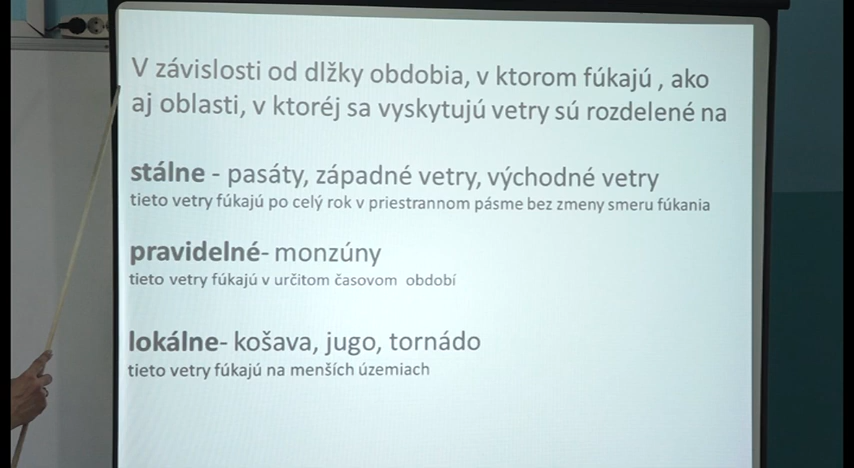 V závislosti od dlžky obdobia, v ktorom fúkajú , ako
aj oblasti, v ktoréj sa vyskytujú vetry sú rozdelené na
stálne - pasáty, západné vetry, východné vetry
tieto vetry fúkajú po celý rok v priestrannom pásme bez zmeny smeru fúkania
pravidelné- monzúny
tieto vetry fúkajú v určitom časovom  období
lokálne- košava, jugo, tornádo
tieto vetry fúkajú na menších územiach